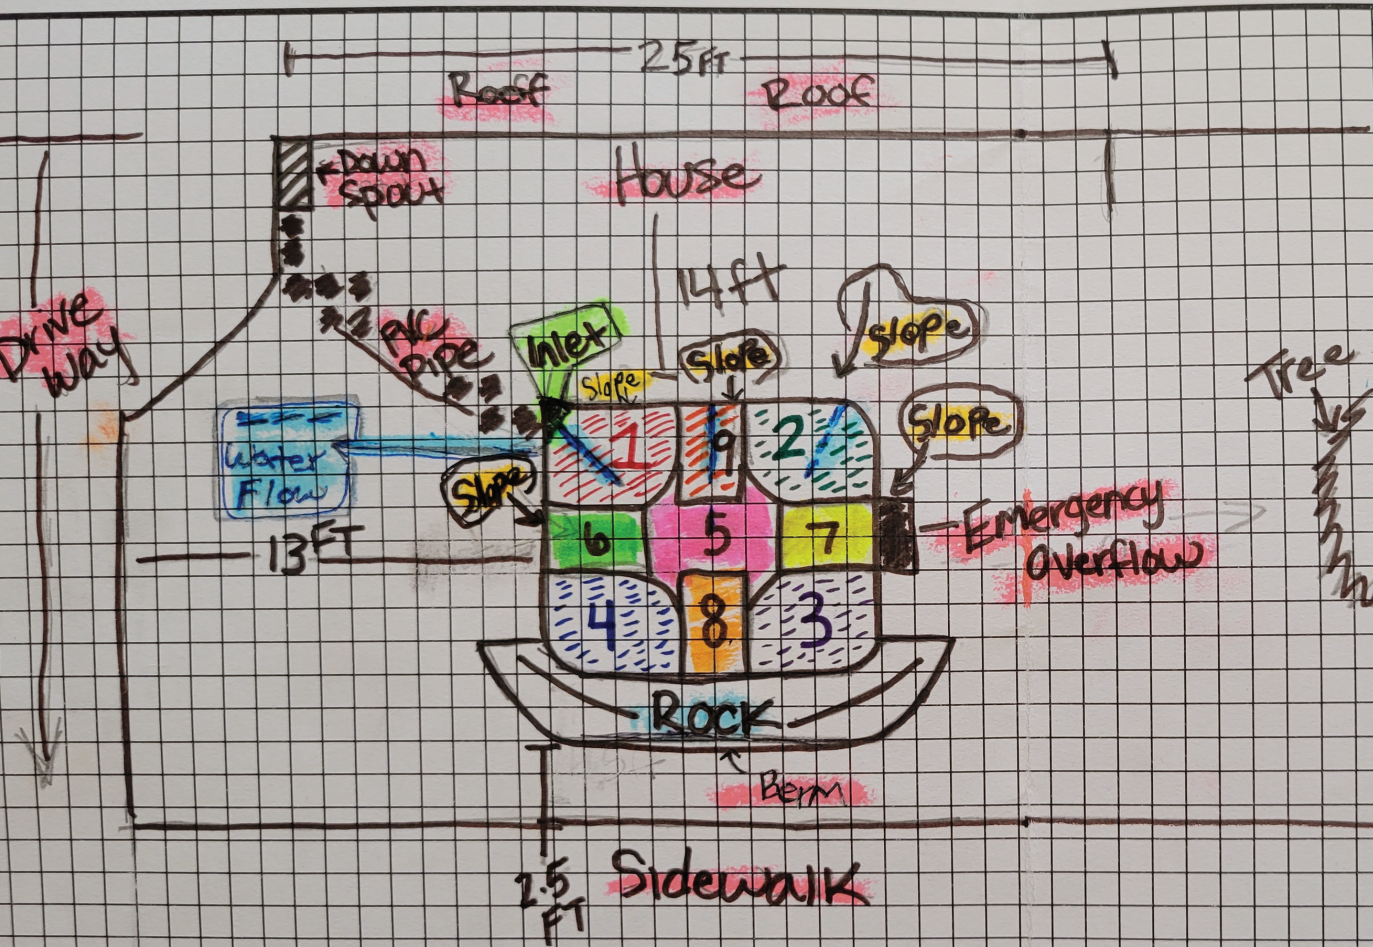 25FT
Roof
Roof
Down
Spout
House
14ft
Drive
Way
PVC
Pipe
Inlet
Slope
Slope
Slope
Slope
Tree
Water
Flow
Slope
1
9
2
6
5
7
4
8
3
13FT
Emergency
Overflow
Rock
Berm
2.5
FT
Sidewalk